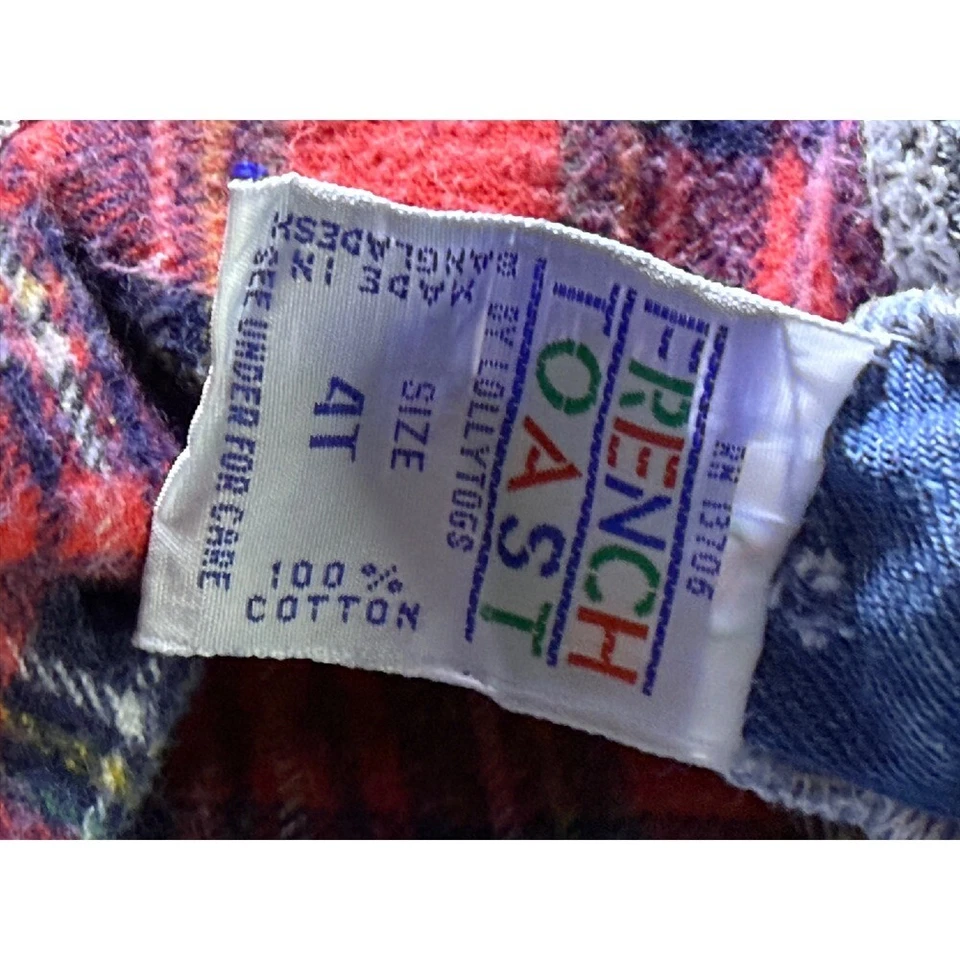 RN 13706
FRENCH
TOAST
BY LOLLYTOGS
SIZE
4T
SEE UNDER FOR CARE
100%
COTTON
MADE IN
BANGLADESH